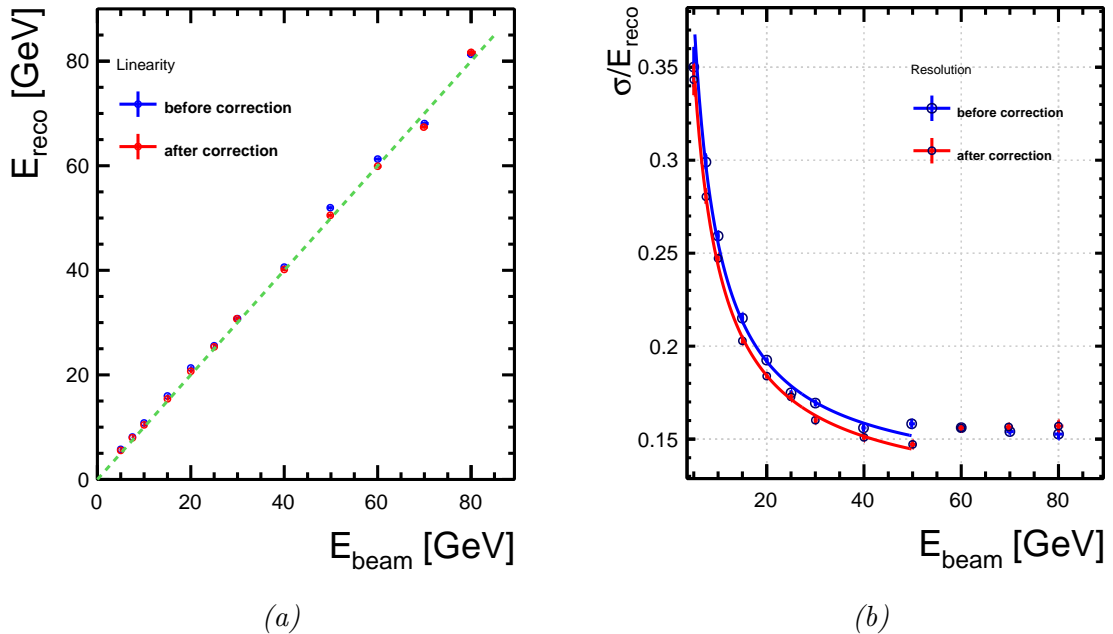 E_reco [GeV]
Linearity
before correction
after correction
80
60
40
20
0
0 20 40 60 80
E_beam [GeV]
(a)
σ/E_reco
Resolution
before correction
after correction
0.35
0.3
0.25
0.2
0.15
20 40 60 80
E_beam [GeV]
(b)